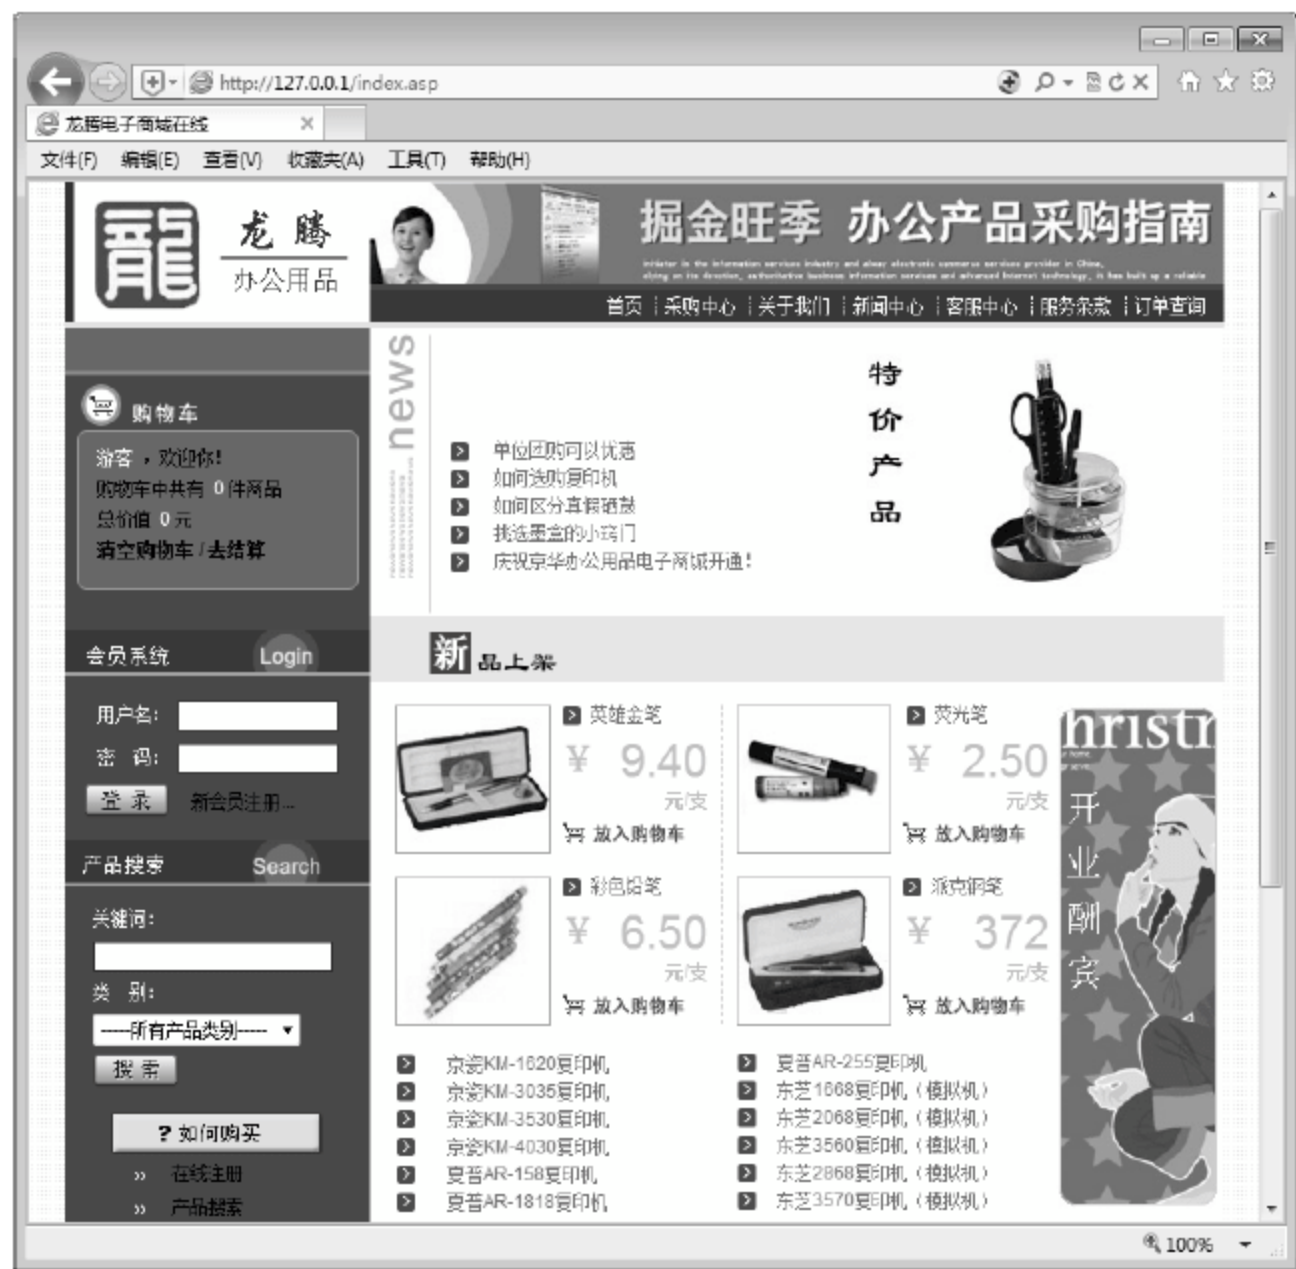 http://127.0.0.1/index.asp
龙腾电子商城在线
文件(F) 编辑(E) 查看(V) 收藏夹(A) 工具(T) 帮助(H)
龍
龙腾
办公用品
掘金旺季 办公产品采购指南
首页 | 采购中心 | 关于我们 | 新闻中心 | 客服中心 | 服务条款 | 订单查询
购物车
游客 ，欢迎你!
购物车中共有 0 件商品
总价值 0 元
清空购物车 / 去结算
news
单位团购可以优惠
如何选购复印机
如何区分真假硒鼓
挑选墨盒的小窍门
庆祝京华办公用品电子商城开通!
特价产品
会员系统 Login
用户名:
密 码:
登 录 新会员注册...
产品搜索 Search
关键词:
类 别:
-----所有产品类别-----
搜 索
? 如何购买
» 在线注册
» 产品搜索
新品上架
英雄金笔
¥ 9.40
元/支
放入购物车
荧光笔
¥ 2.50
元/支
放入购物车
彩色铅笔
¥ 6.50
元/支
放入购物车
派克钢笔
¥ 372
元/支
放入购物车
京瓷KM-1620复印机
京瓷KM-3035复印机
京瓷KM-3530复印机
京瓷KM-4030复印机
夏普AR-158复印机
夏普AR-1818复印机
夏普AR-255复印机
东芝1668复印机（模拟机）
东芝2068复印机（模拟机）
东芝3560复印机（模拟机）
东芝2868复印机（模拟机）
东芝3570复印机（模拟机）
hristm
开业酬宾
100%